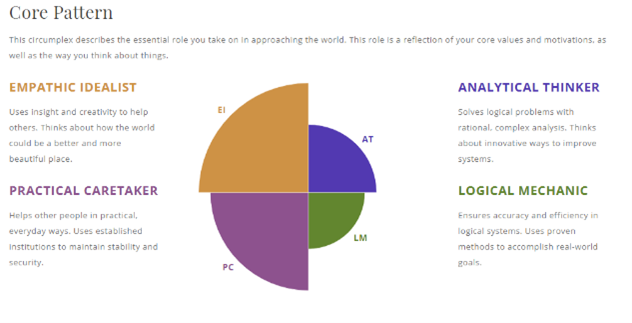 Core Pattern
This circumplex describes the essential role you take on in approaching the world. This role is a reflection of your core values and motivations, as
well as the way you think about things.
EMPATHIC IDEALIST
Uses insight and creativity to help
others. Thinks about how the world
could be a better and more
beautiful place.
PRACTICAL CARETAKER
Helps other people in practical,
everyday ways. Uses established
institutions to maintain stability and
security.
EI
AT
PC
LM
ANALYTICAL THINKER
Solves logical problems with
rational, complex analysis. Thinks
about innovative ways to improve
systems.
LOGICAL MECHANIC
Ensures accuracy and efficiency in
logical systems. Uses proven
methods to accomplish real-world
goals.